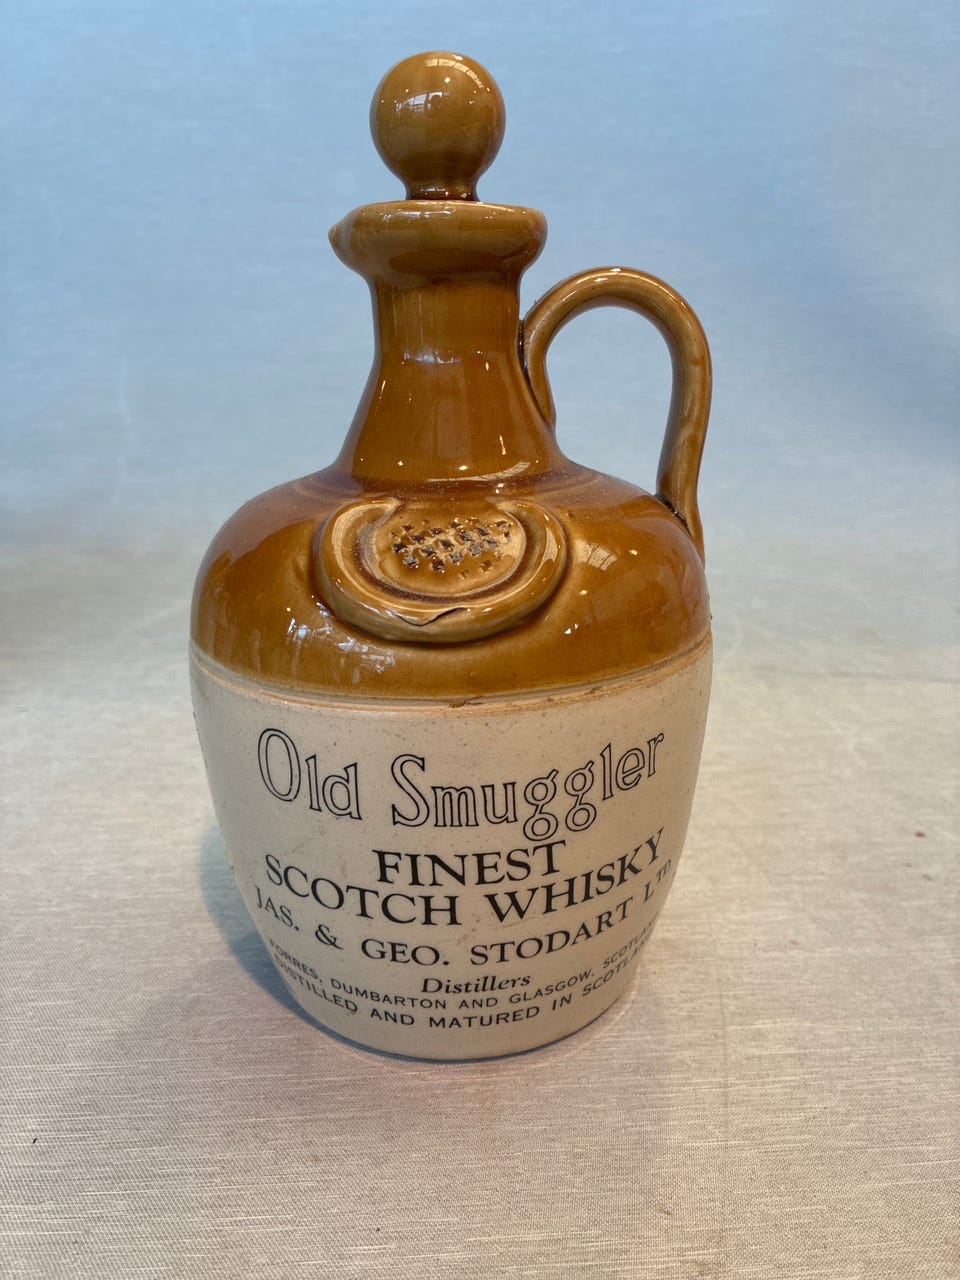 Old Smuggler
FINEST
SCOTCH WHISKY
JAS. & GEO. STODART LTD
Distillers
FORRES, DUMBARTON AND GLASGOW, SCOTLAND
DISTILLED AND MATURED IN SCOTLAND